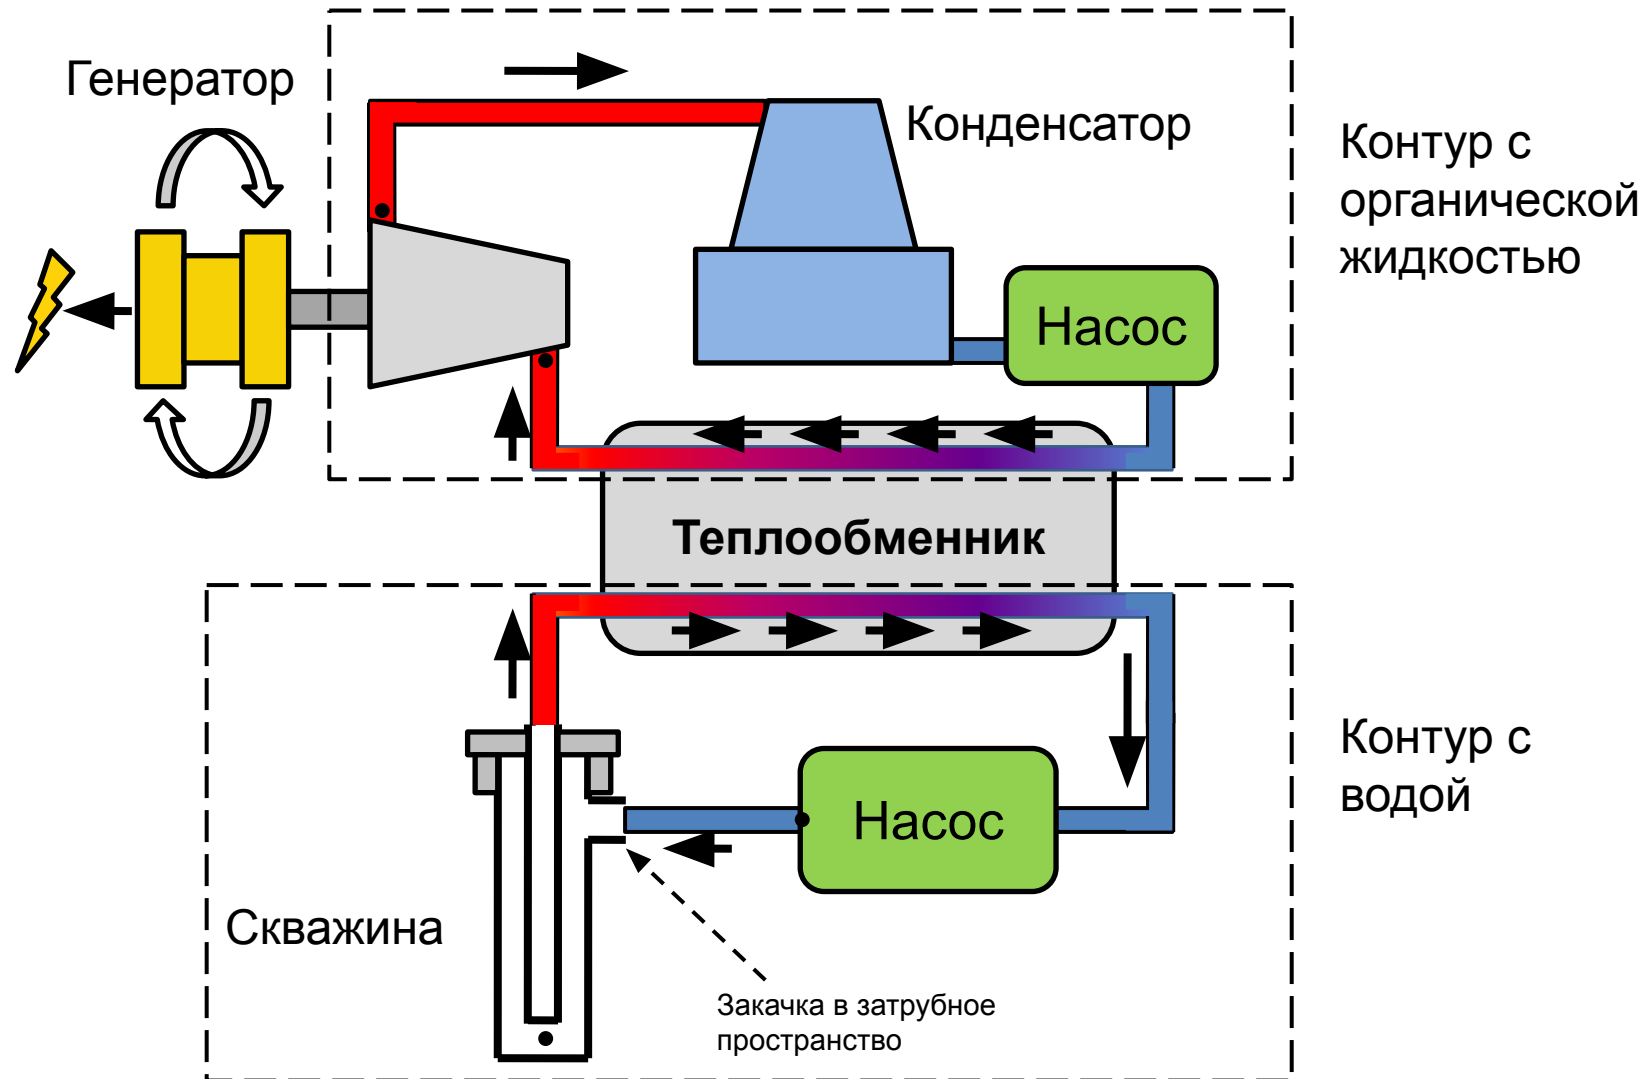 Генератор
Конденсатор
Контур с
органической
жидкостью
Насос
Теплообменник
Контур с
водой
Насос
Скважина
Закачка в затрубное
пространство